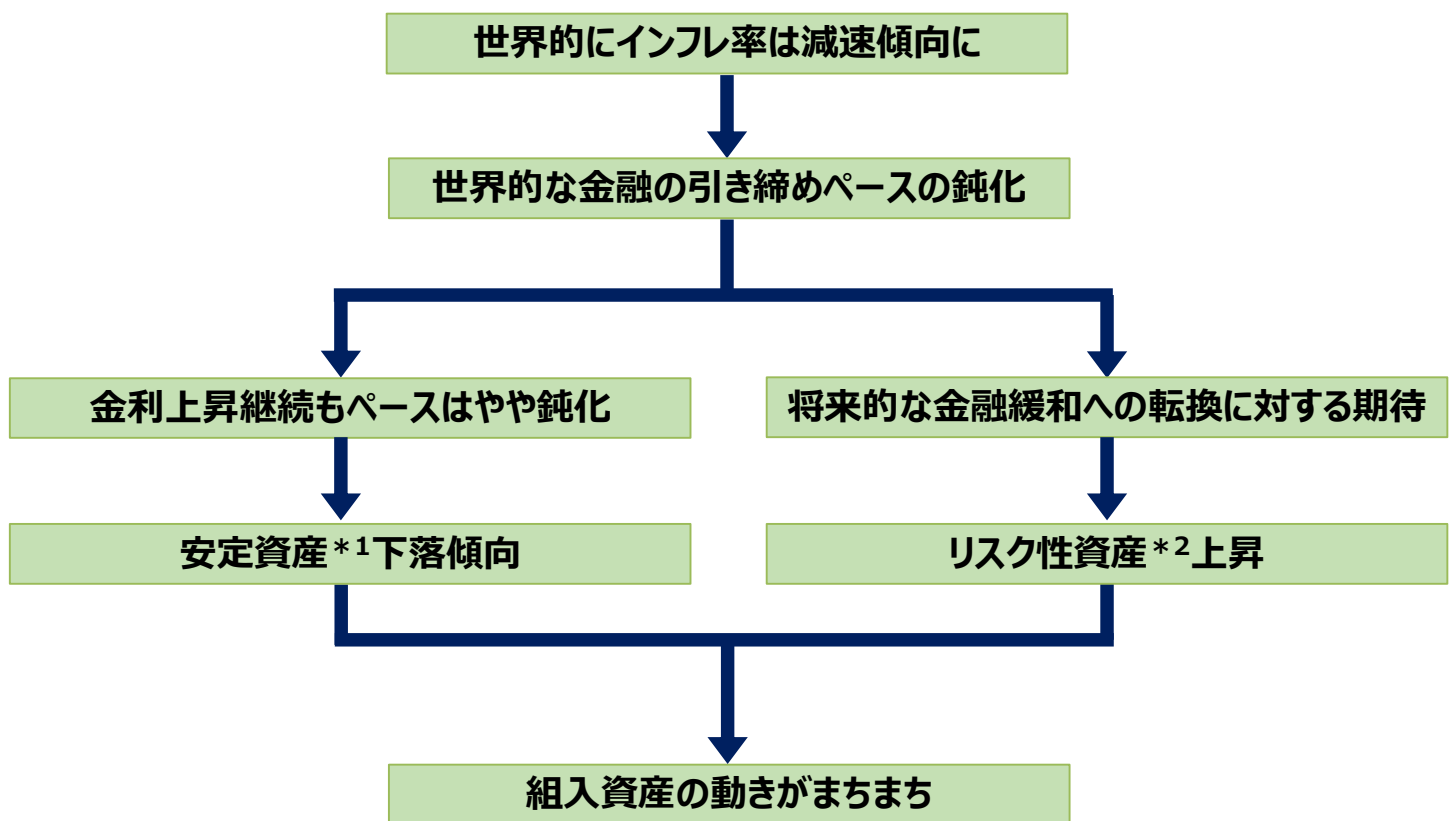 世界的にインフレ率は減速傾向に
世界的な金融の引き締めペースの鈍化
金利上昇継続もペースはやや鈍化
将来的な金融緩和への転換に対する期待
安定資産*1下落傾向
リスク性資産*2上昇
組入資産の動きがまちまち